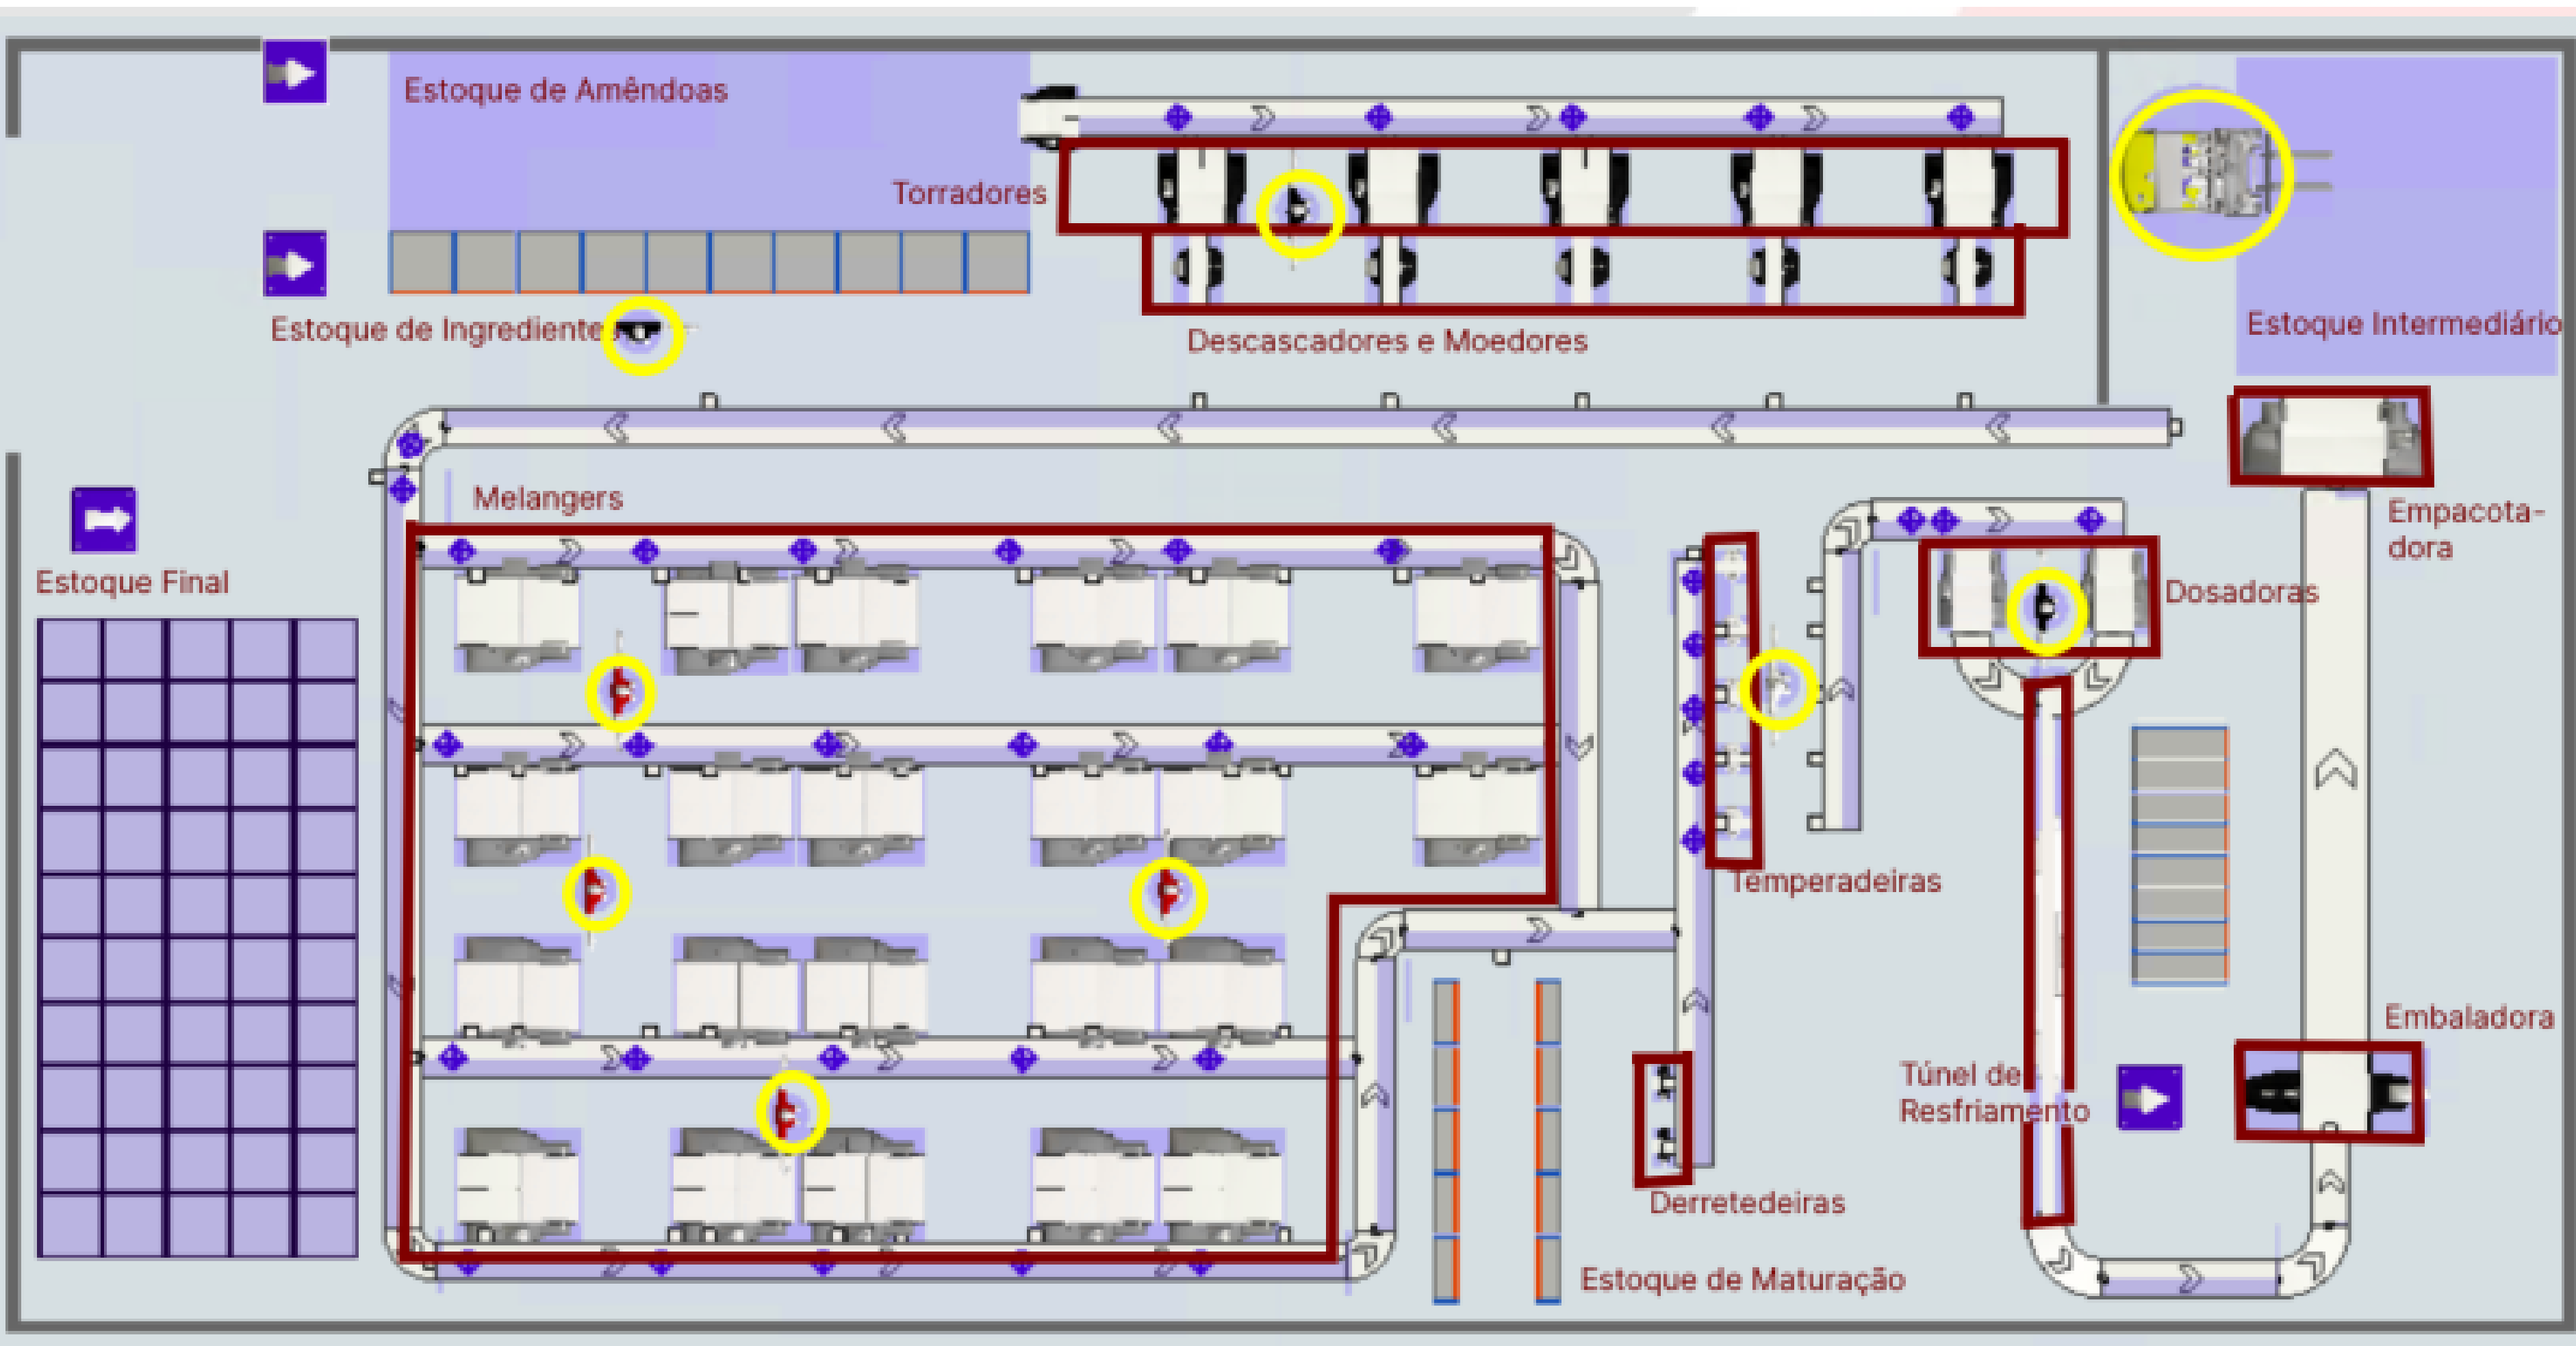 Estoque de Amêndoas
Torradores
Estoque de Ingredientes
Descascadores e Moedores
Estoque Intermediário
Melangers
Empacota-
dora
Estoque Final
Dosadoras
Temperadeiras
Embaladora
Túnel de
Resfriamento
Derretedeiras
Estoque de Maturação